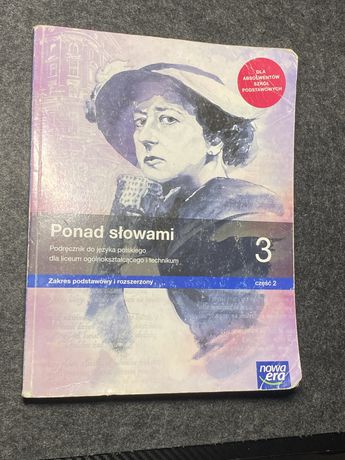 DLA
ABSOLWENTÓW
SZKÓŁ
PODSTAWOWYCH
Ponad słowami
Podręcznik do języka polskiego
dla liceum ogólnokształcącego i technikum
3
Zakres podstawowy i rozszerzony
część 2
nowa
era